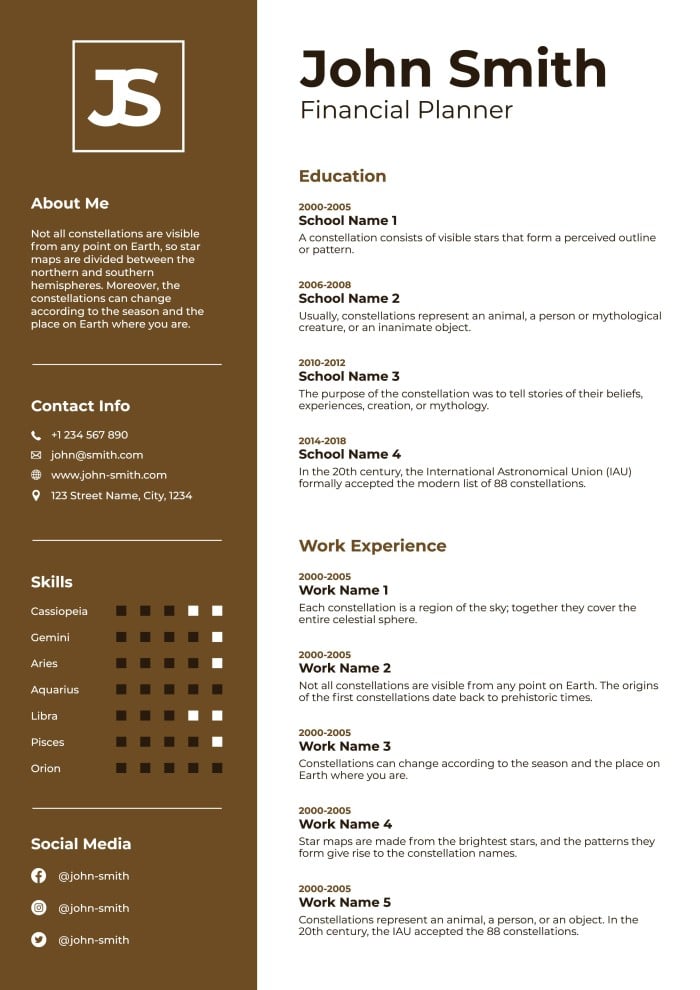 JS
About Me
Not all constellations are visible
from any point on Earth, so star
maps are divided between the
northern and southern
hemispheres. Moreover, the
constellations can change
according to the season and the
place on Earth where you are.
Contact Info
+1 234 567 890
john@smith.com
www.john-smith.com
123 Street Name, City, 1234
Skills
Cassiopeia
Gemini
Aries
Aquarius
Libra
Pisces
Orion
Social Media
@john-smith
@john-smith
@john-smith
John Smith
Financial Planner
Education
2000-2005
School Name 1
A constellation consists of visible stars that form a perceived outline
or pattern.
2006-2008
School Name 2
Usually, constellations represent an animal, a person or mythological
creature, or an inanimate object.
2010-2012
School Name 3
The purpose of the constellation was to tell stories of their beliefs,
experiences, creation, or mythology.
2014-2018
School Name 4
In the 20th century, the International Astronomical Union (IAU)
formally accepted the modern list of 88 constellations.
Work Experience
2000-2005
Work Name 1
Each constellation is a region of the sky; together they cover the
entire celestial sphere.
2000-2005
Work Name 2
Not all constellations are visible from any point on Earth. The origins
of the first constellations date back to prehistoric times.
2000-2005
Work Name 3
Constellations can change according to the season and the place on
Earth where you are.
2000-2005
Work Name 4
Star maps are made from the brightest stars, and the patterns they
form give rise to the constellation names.
2000-2005
Work Name 5
Constellations represent an animal, a person, or an object. In the
20th century, the IAU accepted the 88 constellations.